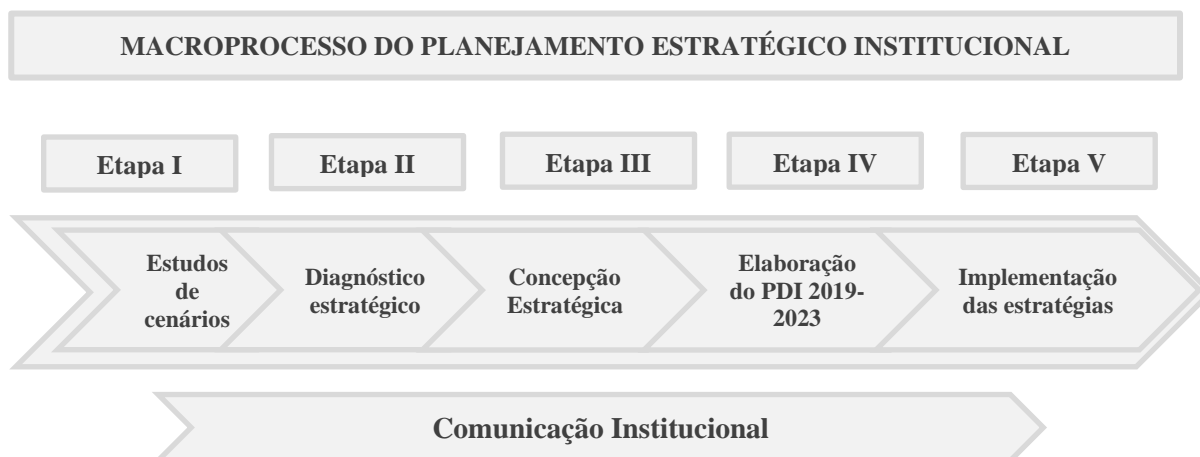 MACROPROCESSO DO PLANEJAMENTO ESTRATÉGICO INSTITUCIONAL
Etapa I
Etapa II
Etapa III
Etapa IV
Etapa V
Estudos
de
cenários
Diagnóstico
estratégico
Concepção
Estratégica
Elaboração
do PDI 2019-
2023
Implementação
das estratégias
Comunicação Institucional